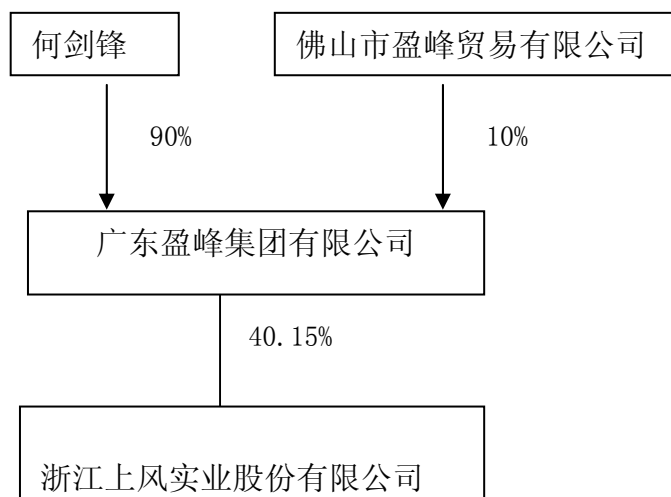 何剑锋
佛山市盈峰贸易有限公司
90%
10%
广东盈峰集团有限公司
40.15%
浙江上风实业股份有限公司